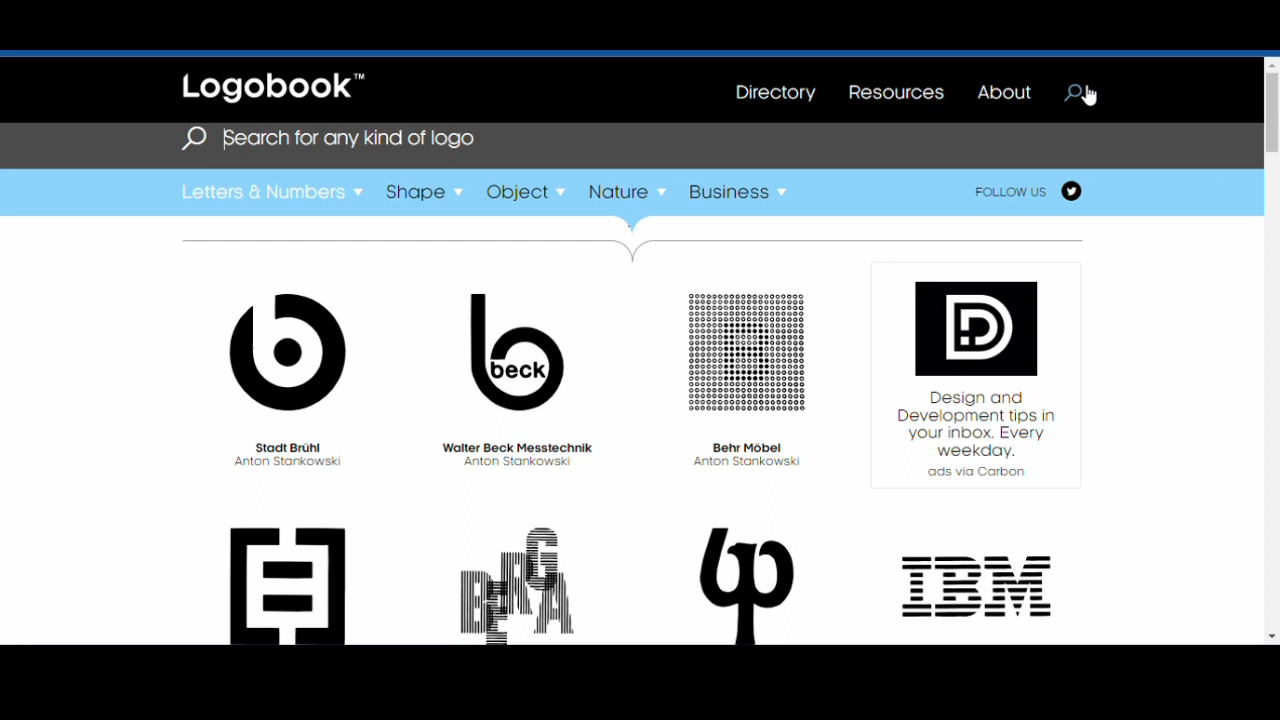 Logobook™
Directory Resources About
Search for any kind of logo
Letters & Numbers Shape Object Nature Business FOLLOW US
beck
Stadt Brühl
Anton Stankowski
Walter Beck Messtechnik
Anton Stankowski
Behr Möbel
Anton Stankowski
Design and
Development tips in
your inbox. Every
weekday.
ads via Carbon
IBM